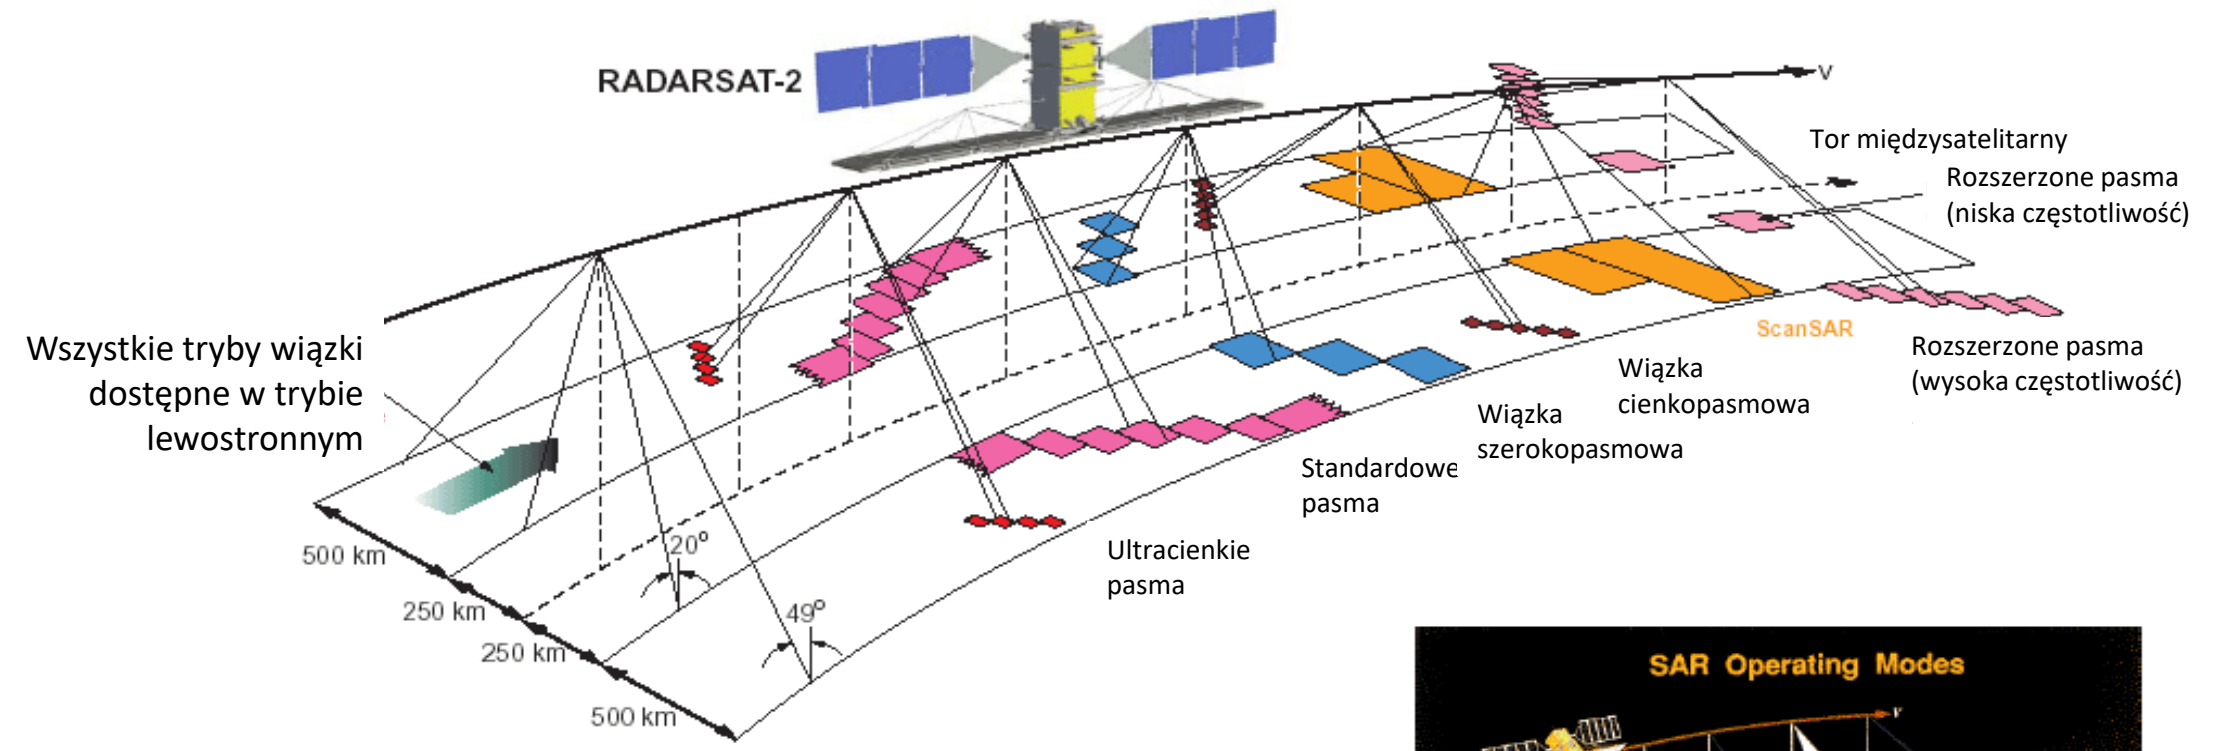 RADARSAT-2
V
Tor międzysatelitarny
Rozszerzone pasma
(niska częstotliwość)
Wszystkie tryby wiązki
dostępne w trybie
lewostronnym
ScanSAR
Rozszerzone pasma
(wysoka częstotliwość)
Wiązka
cienkopasmowa
Wiązka
szerokopasmowa
Standardowe
pasma
Ultracienkie
pasma
500 km
250 km
250 km
500 km
20°
49°
SAR Operating Modes
V